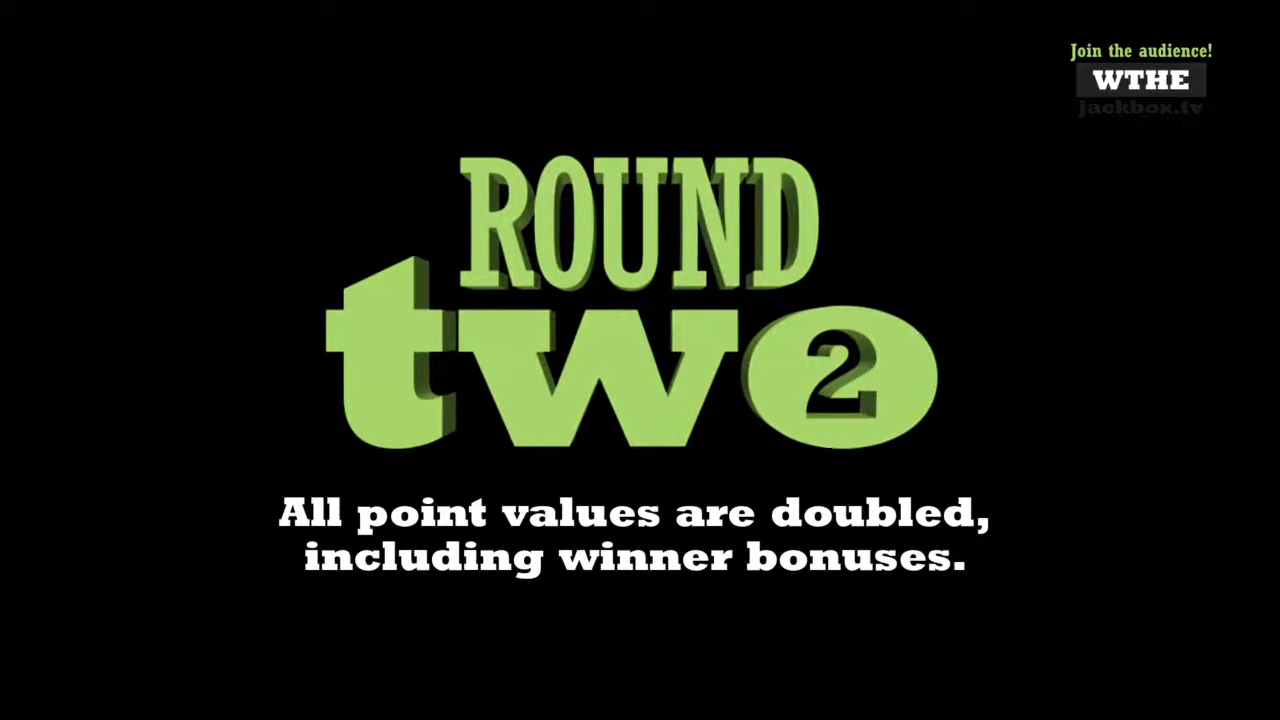 Join the audience!
WTHE
jackbox.tv
ROUND
two
2
All point values are doubled,
including winner bonuses.